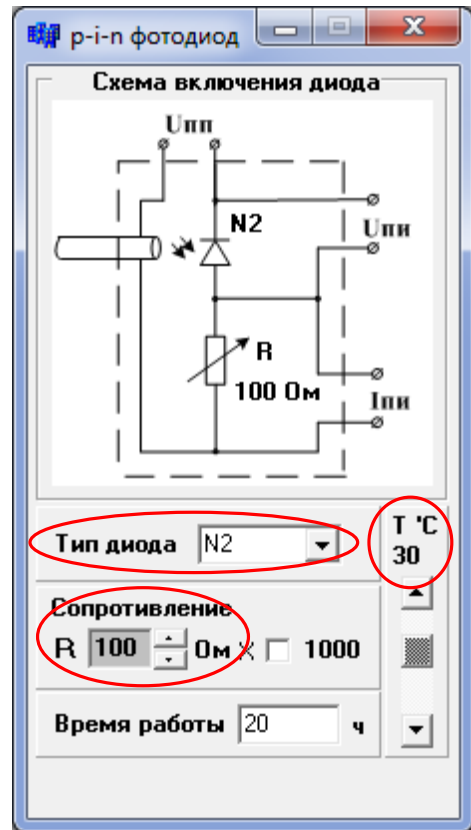 p-i-n фотодиод
Схема включения диода
Uпп
N2
Uпи
R
100 Ом
Iпи
Тип диода N2
T 'C
30
Сопротивление
R 100 Ом X 1000
Время работы 20 ч